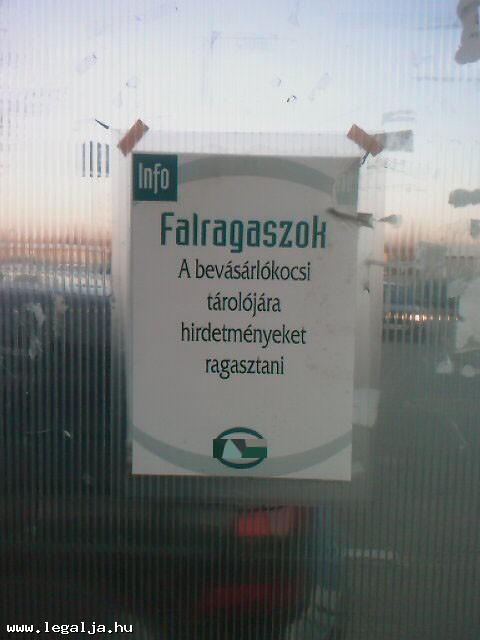 Info
Falragaszok
A bevásárlókocsi
tárolójára
hirdetményeket
ragasztani
www.legalja.hu